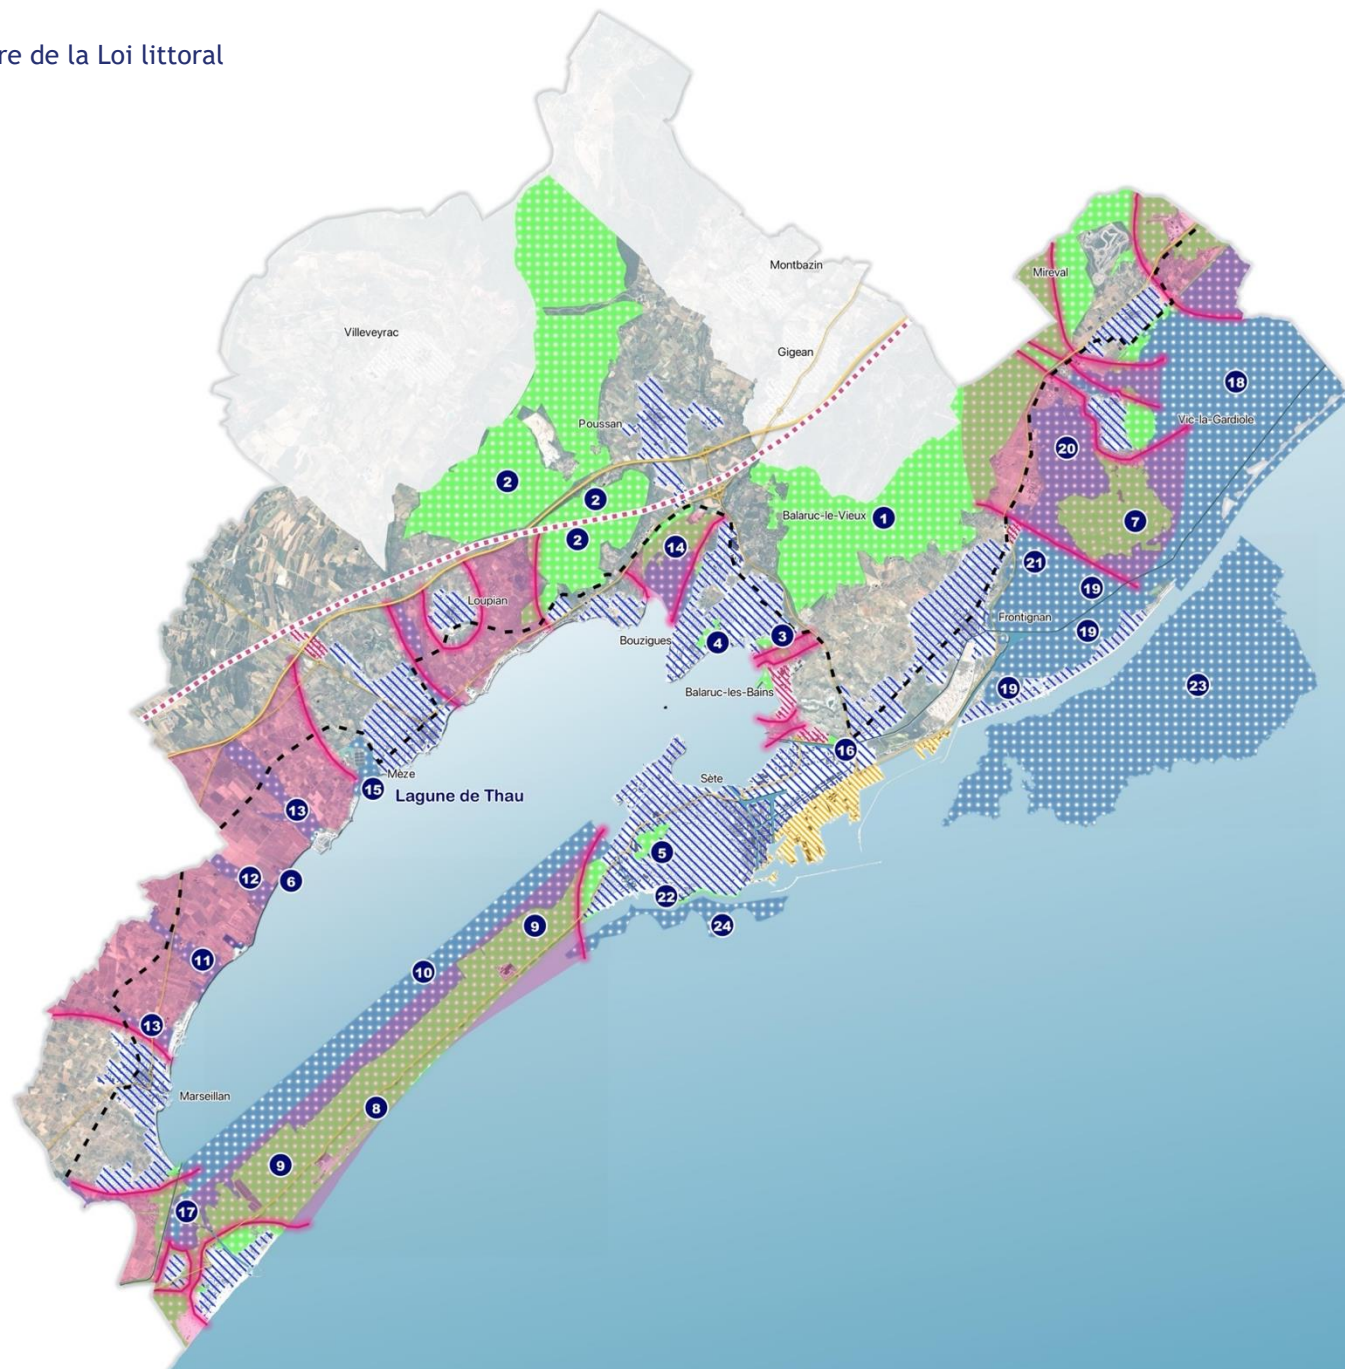 re de la Loi littoral
Montbazin
Mireval
Villeveyrac
Gigean
18
Poussan
Vic-la-Gardiole
20
2
2
Balaruc-le-Vieux
1
7
2
14
21
19
Loupian
Frontignan
Bouzigues
4
3
19
Balaruc-les-Bains
19
23
16
Mèze
Sète
15
Lagune de Thau
13
5
12
6
22
9
24
11
10
13
Marseillan
8
9
17